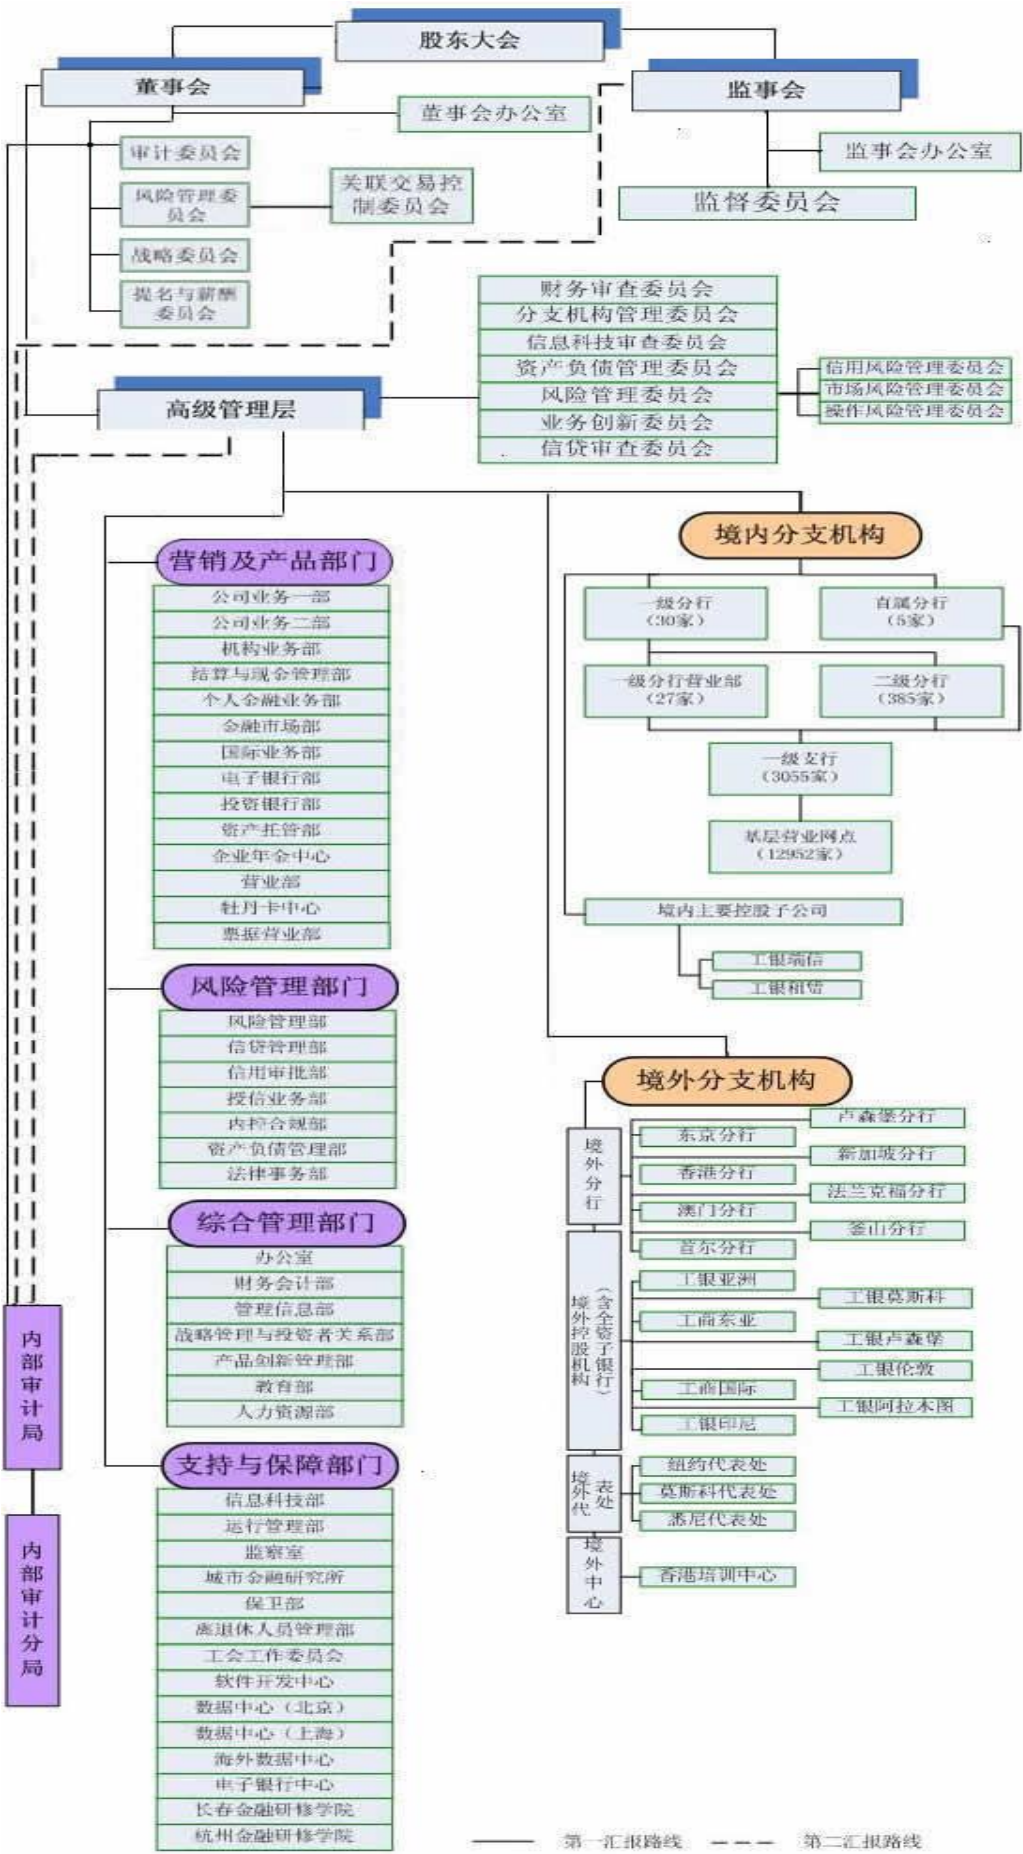 股东大会
董事会
监事会
董事会办公室
监事会办公室
监督委员会
审计委员会
风险管理委
员会
关联交易控
制委员会
战略委员会
提名与薪酬
委员会
财务审查委员会
分支机构管理委员会
信息科技审查委员会
资产负债管理委员会
风险管理委员会
业务创新委员会
信贷审查委员会
信用风险管理委员会
市场风险管理委员会
操作风险管理委员会
高级管理层
营销及产品部门
公司业务一部
公司业务二部
机构业务部
结算与现金管理部
个人金融业务部
金融市场部
国际业务部
电子银行部
投资银行部
资产托管部
企业年金中心
营业部
牡丹卡中心
票据营业部
风险管理部门
风险管理部
信贷管理部
信用审批部
授信业务部
内控合规部
资产负债管理部
法律事务部
综合管理部门
办公室
财务会计部
管理信息部
战略管理与投资者关系部
产品创新管理部
教育部
人力资源部
支持与保障部门
信息科技部
运行管理部
监察室
城市金融研究所
保卫部
离退休人员管理部
工会工作委员会
软件开发中心
数据中心（北京）
数据中心（上海）
海外数据中心
电子银行中心
长春金融研修学院
杭州金融研修学院
内部审计局
内部审计分局
境内分支机构
一级分行
（30家）
直属分行
（5家）
一级分行营业部
（27家）
二级分行
（385家）
一级支行
（3055家）
基层营业网点
（12952家）
境内主要控股子公司
工银瑞信
工银租赁
境外分支机构
境外分行
卢森堡分行
东京分行
新加坡分行
香港分行
法兰克福分行
澳门分行
釜山分行
首尔分行
境外控股机构
（含全资子银行）
工银亚洲
工银莫斯科
工商东亚
工银卢森堡
工银伦敦
工商国际
工银阿拉木图
工银印尼
境外代
表处
纽约代表处
莫斯科代表处
悉尼代表处
境外中心
香港培训中心
第一汇报路线
第二汇报路线